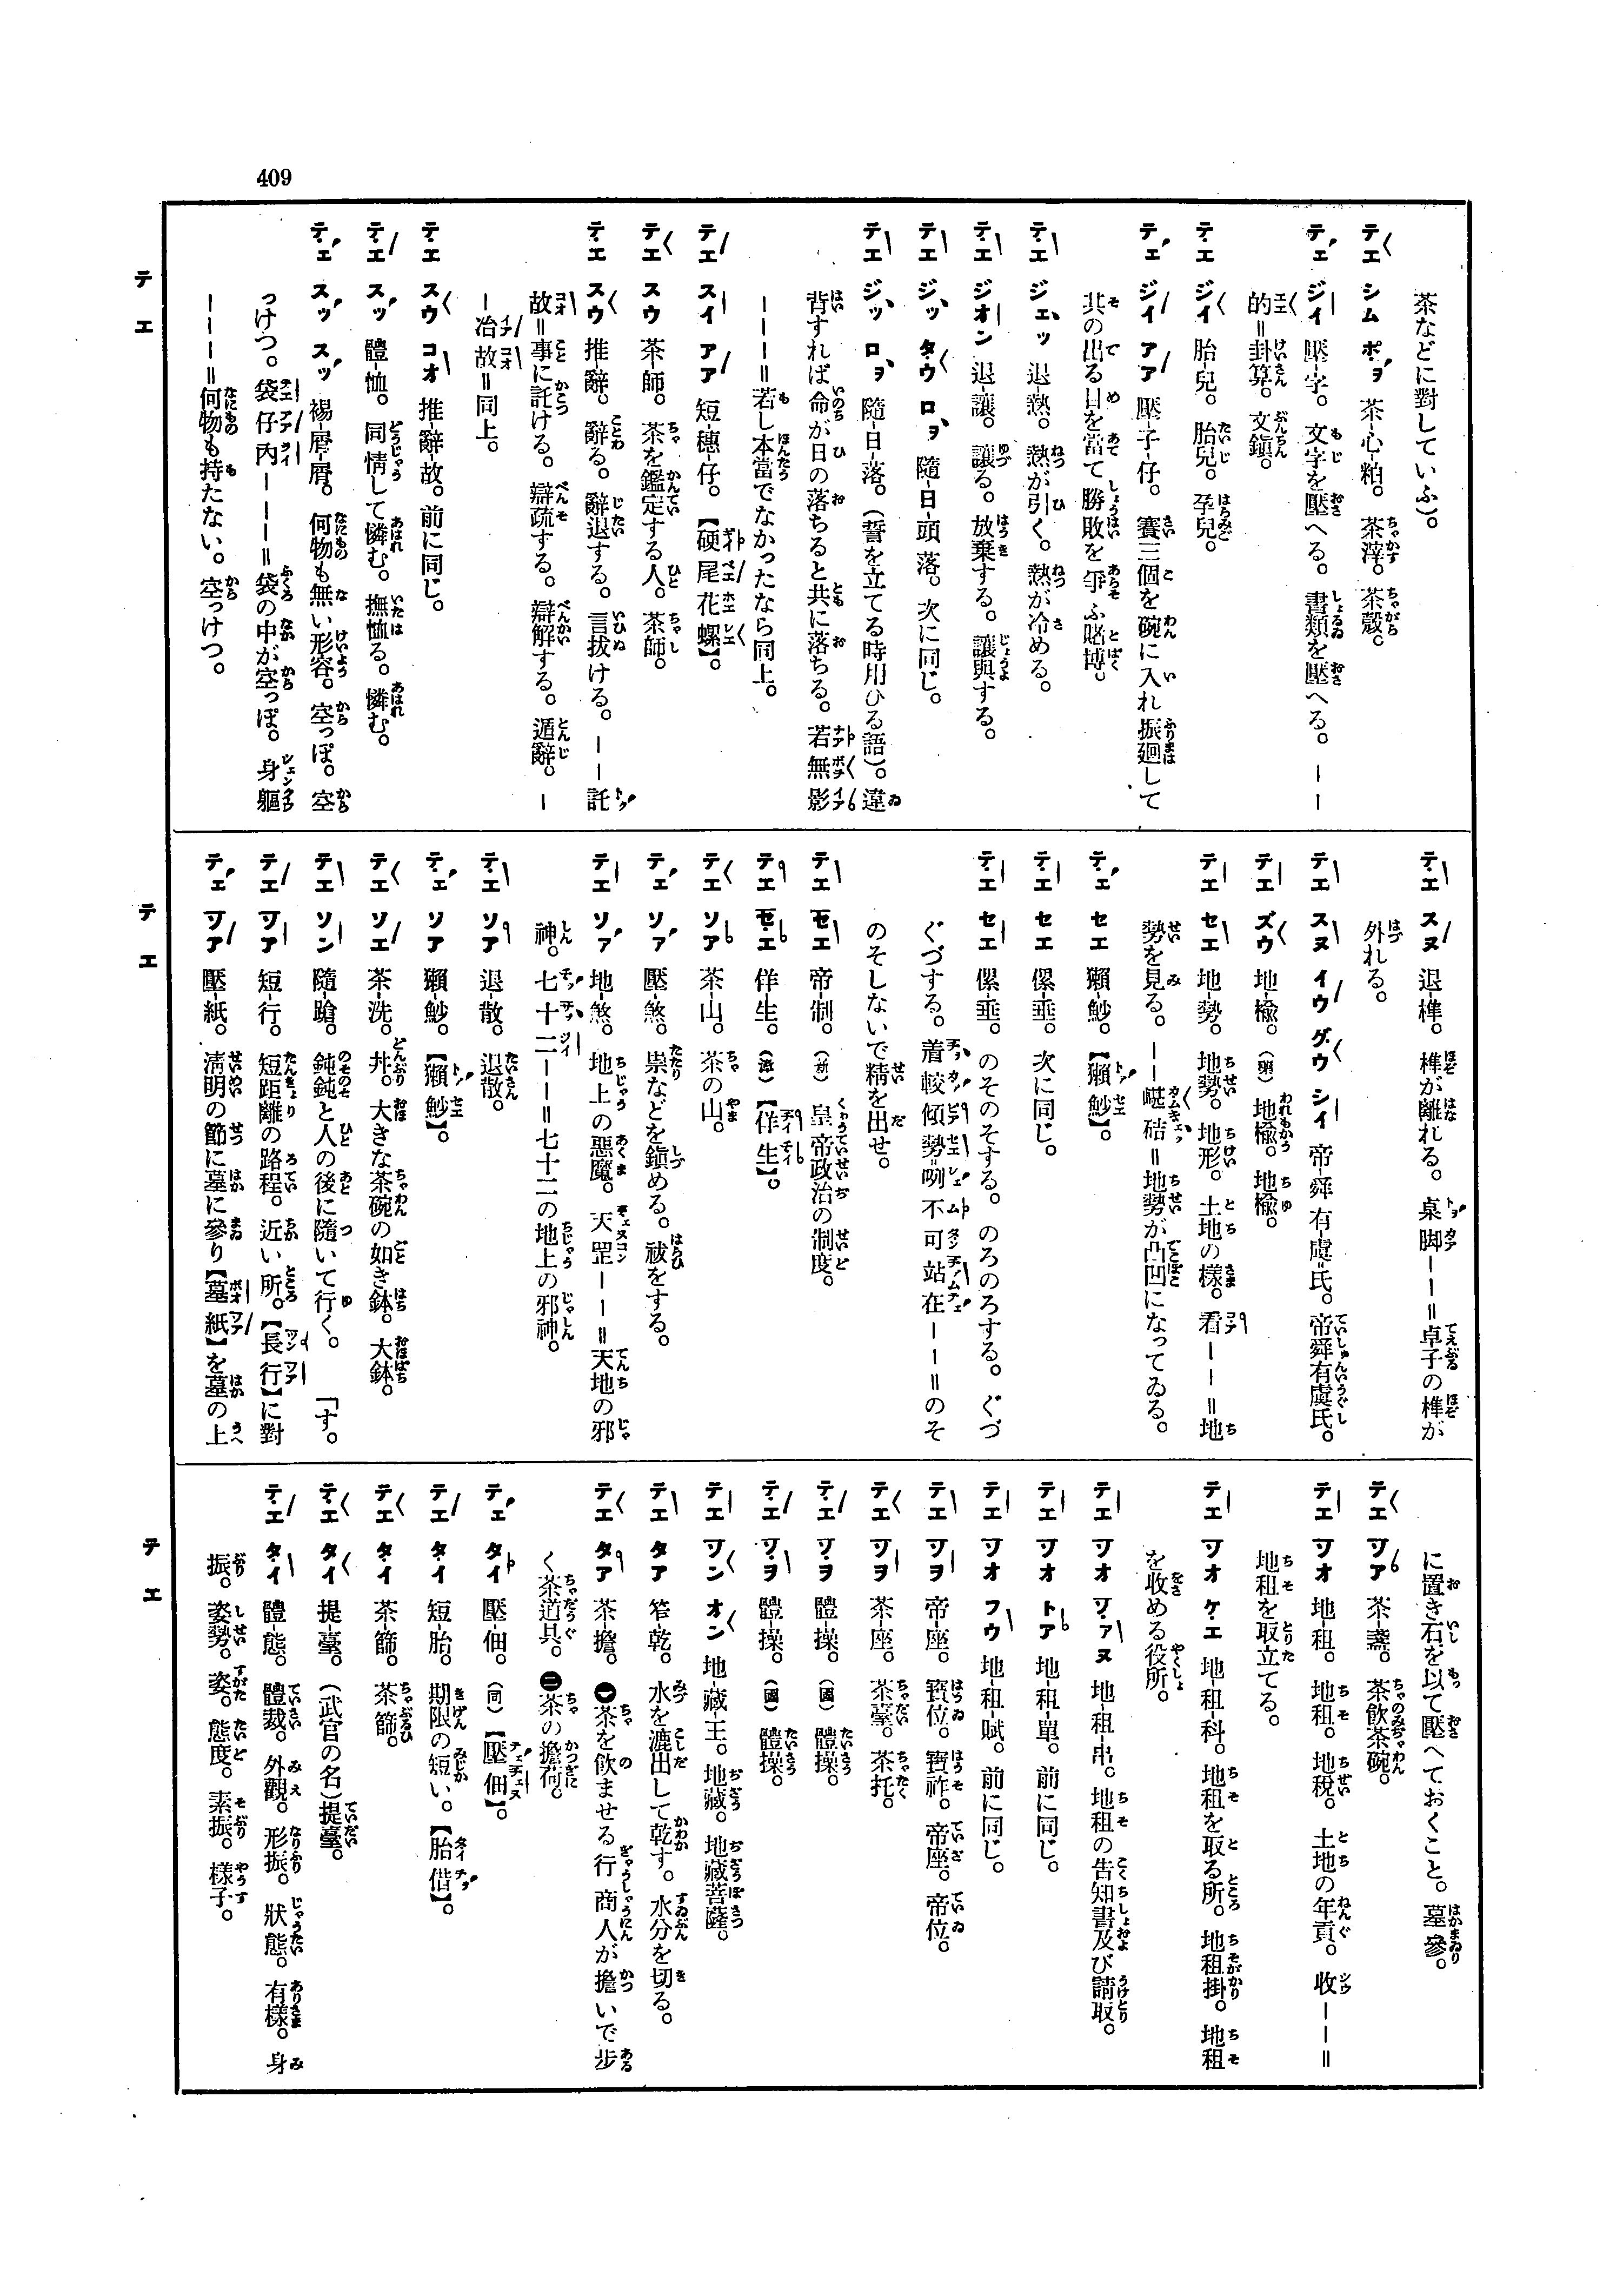 409
茶などに對していふ)。
テエ シム ポヲ 茶-心-粕。茶滓。茶殼。
テエ ジイ 壓-字。文字を壓へる。書類を壓へる。――
的=卦算。文鎭。
テエ ジイ 胎-兒。胎兒。孕兒。
テエ ジイ アア 壓-子-仔。賽三個を碗に入れ振廻して
其の出る目を當て勝敗を爭ふ賭博。
テエ ジエッ 退-熱。熱が引く。熱が冷める。
テエ ジオン 退-讓。讓る。放棄する。讓與する。
テエ ジッ タウ ロヲ 隨-日-頭 落。次に同じ。
テエ ジッ ロヲ 隨-日-落。(誓を立てる時用ひる語)。違
背すれば命が日の落ちると共に落ちる。若無影
――――=若し本當でなかったなら同上。
テエ スイ アア 短-穗-仔。【硬尾花螺】。
テエ スウ 茶-師。茶を鑑定する人。茶師。
テエ スウ 推-辭。辭る。辭退する。言拔ける。――託
故=事に託ける。辯疏する。辯解する。遁辭。―
―冶故=同上。
テエ スウ コオ 推-辭-故。前に同じ。
テエ スッ 體-恤。同情して憐む。撫恤る。憐む。
テエ スッ スッ 裼-屑-屑。何物も無い形容。空っぽ。空
っけつ。袋仔內―――=袋の中が空っぽ。身軀
――――=何物も持たない。空っけつ。
テエ スヌ 退-榫。榫が離れる。桌脚――=卓子の榫が
外れる。
テエ スヌ イウ グウ シイ 帝-舜 有-虞=氏。帝舜有虞氏。
テエ ズウ 地-楡。(藥)地楡。地楡。
テエ セエ 地-勢。地勢。地形。土地の樣。看――=地
勢を見る。――𡼏硈=地勢が凸凹になってゐる。
テエ セエ 獺-魦。【獺魦】。
テエ セエ 傫-垂。次に同じ。
テエ セエ 傫-垂。のそのそする。のろのろする。ぐづ
ぐづする。着較傾勢=咧不可站在―――=のそ
のそしないで精を出せ。
テエ セエ 帝-制。(新)皇帝政治の制度。
テエ セエ 佯生。(漳)【佯生】。
テエ ソア 茶-山。茶の山。
テエ ソア 壓-煞。祟などを鎭める。祓をする。
テエ ソア 地-煞。地上の惡魔。天罡――=天地の邪
神。七十二――=七十二の地上の邪神。
テエ ソア 退-散。退散。
テエ ソア 獺-魦。【獺魦】。
テエ ソエ 茶-洗。丼。大きな茶碗の如き鉢。大鉢。
テエ ソン 隨-蹌。鈍鈍と人の後に隨いて行く。「す。
テエ ツア 短-行。短距離の路程。近い所。【長行】に對
テエ ツア 壓-紙。淸明の節に墓に參り【墓紙】を墓の上
に置き石を以て壓へておくこと。墓參。
テエ ツア 茶-盞。茶飮茶碗。
テエ ツオ 地-租。地租。地稅。土地の年貢。收――=
地租を取立てる。
テエ ツオ ケエ 地-租-科。地租を取る所。地租掛。地租
を收める役所。
テエ ツオ ツアヌ 地-租-串。地租の告知書及び請取。
テエ ツオ トア 地-租-單。前に同じ。
テエ ツオ フウ 地-租-賦。前に同じ。
テエ ツヲ 帝-座。寶位。寶祚。帝座。帝位。
テエ ツヲ 茶-座。茶臺。茶托。
テエ ツヲ 體-操。(國)體操。
テエ ツヲ 體-操。(國)體操。
テエ ツン オン 地-藏-王。地藏。地藏菩薩。
テエ タア 笮-乾。水を漉出して乾す。水分を切る。
テエ タア 茶-擔。㊀茶を飮ませる行商人が擔いで步
く茶道具。㊁茶の擔荷。
テエ タイ 壓-佃。(同)【壓佃】。
テエ タイ 短-胎。期限の短い。【胎偺】。
テエ タイ 茶-篩。茶篩。
テエ タイ 提-臺。(武官の名)提臺。
テエ タイ 體-態。體裁。外觀。形振。狀態。有樣。身
振。姿勢。姿。態度。素振。樣子。
テ エ
テ エ
テ エ